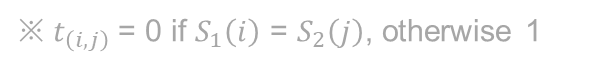 ※ t₍ᵢ,ⱼ₎ = 0 if S₁(i) = S₂(j), otherwise 1